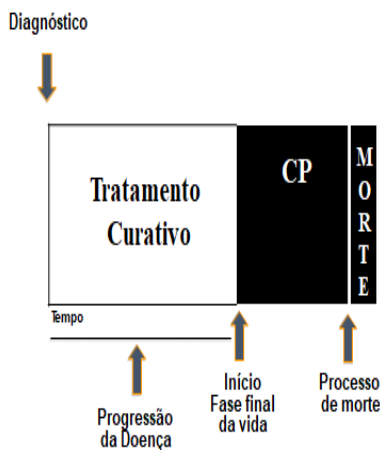 Diagnóstico
Tratamento
Curativo
CP
M
O
R
T
E
Tempo
Progressão
da Doença
Início
Fase final
da vida
Processo
de morte